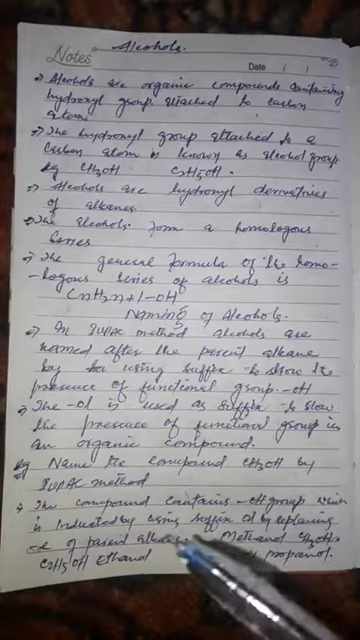 Alcohols.
Notes
Date / /
Alcohols are organic compounds containing
hydroxyl group attached to carbon
atom
The hydroxyl group attached to a
carbon atom is known as alcohol group
eg CH3OH C2H5OH.
Alcohols are hydroxyl derivatives
of alkanes
The alcohols form a homologous
series
The general formula of the homo-
-logous series of alcohols is
CnH2n+1-OH
Naming of Alcohols.
In IUPAC method alcohols are
named after the parent alkane
by using suffix to show the
presence of functional group -OH
The -ol is used as suffix to show
the presence of functional group in
an organic compound.
eg Name the compound CH3OH by
IUPAC method
The compound contains -OH group which
is indicated by using suffix ol by replacing
of parent Methanol CH3OH
C2H5OH Ethanol propanol.